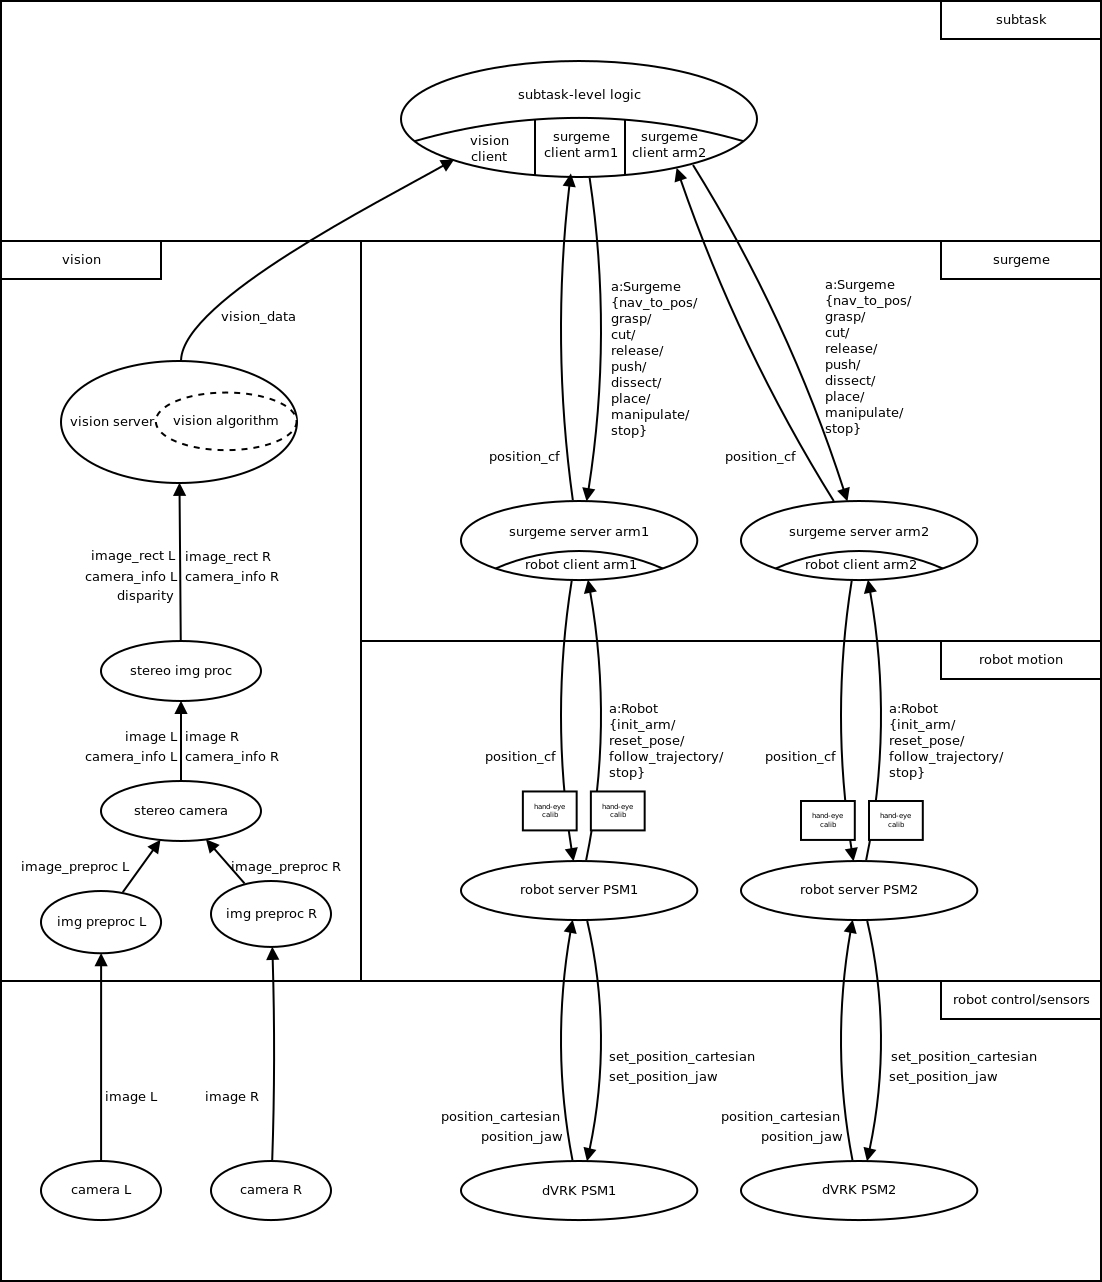 subtask
subtask-level logic
vision
client
surgeme
client arm1
surgeme
client arm2
vision
surgeme
vision_data
a:Surgeme
{nav_to_pos/
grasp/
cut/
release/
push/
dissect/
place/
manipulate/
stop}
a:Surgeme
{nav_to_pos/
grasp/
cut/
release/
push/
dissect/
place/
manipulate/
stop}
vision server
vision algorithm
position_cf
position_cf
surgeme server arm1
robot client arm1
surgeme server arm2
robot client arm2
image_rect L
camera_info L
disparity
image_rect R
camera_info R
stereo img proc
robot motion
image L
camera_info L
image R
camera_info R
position_cf
a:Robot
{init_arm/
reset_pose/
follow_trajectory/
stop}
position_cf
a:Robot
{init_arm/
reset_pose/
follow_trajectory/
stop}
hand-eye
calib
hand-eye
calib
hand-eye
calib
hand-eye
calib
stereo camera
image_preproc L
image_preproc R
img preproc L
img preproc R
robot server PSM1
robot server PSM2
robot control/sensors
image L
image R
set_position_cartesian
set_position_jaw
set_position_cartesian
set_position_jaw
position_cartesian
position_jaw
position_cartesian
position_jaw
camera L
camera R
dVRK PSM1
dVRK PSM2